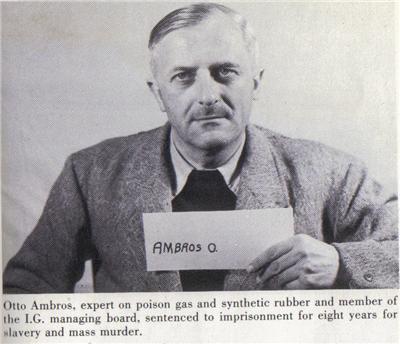 AMBROS O.
Otto Ambros, expert on poison gas and synthetic rubber and member of
the I.G. managing board, sentenced to imprisonment for eight years for
slavery and mass murder.